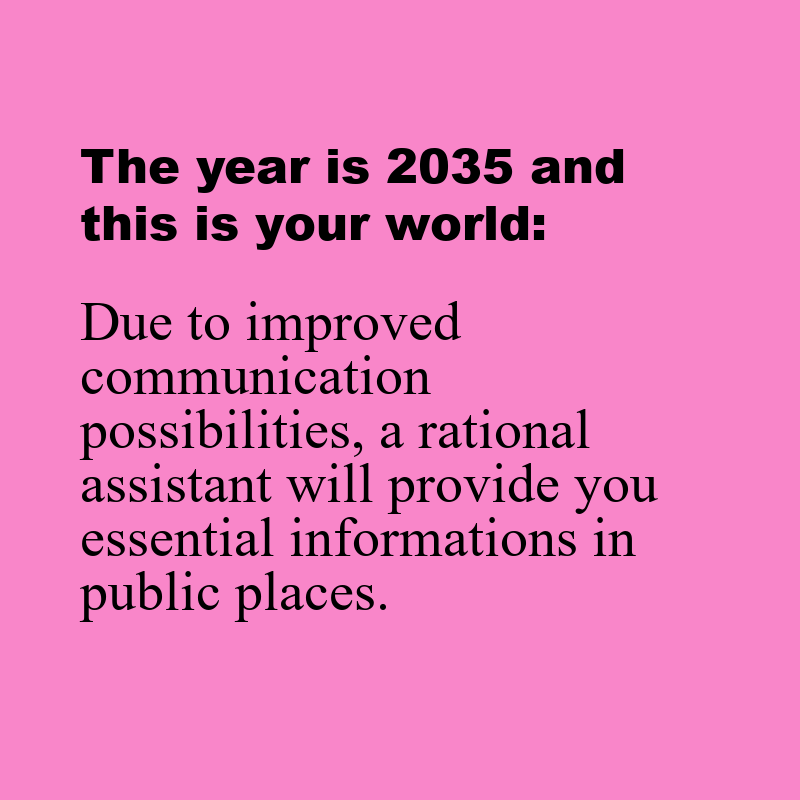 The year is 2035 and
this is your world:
Due to improved
communication
possibilities, a rational
assistant will provide you
essential informations in
public places.